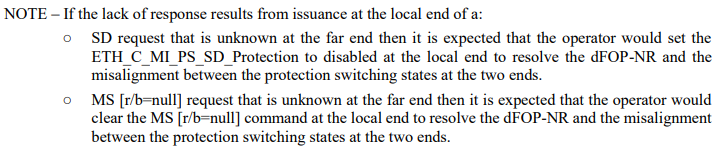 NOTE – If the lack of response results from issuance at the local end of a:
o SD request that is unknown at the far end then it is expected that the operator would set the
ETH_C_MI_PS_SD_Protection to disabled at the local end to resolve the dFOP-NR and the
misalignment between the protection switching states at the two ends.
o MS [r/b=null] request that is unknown at the far end then it is expected that the operator would
clear the MS [r/b=null] command at the local end to resolve the dFOP-NR and the misalignment
between the protection switching states at the two ends.